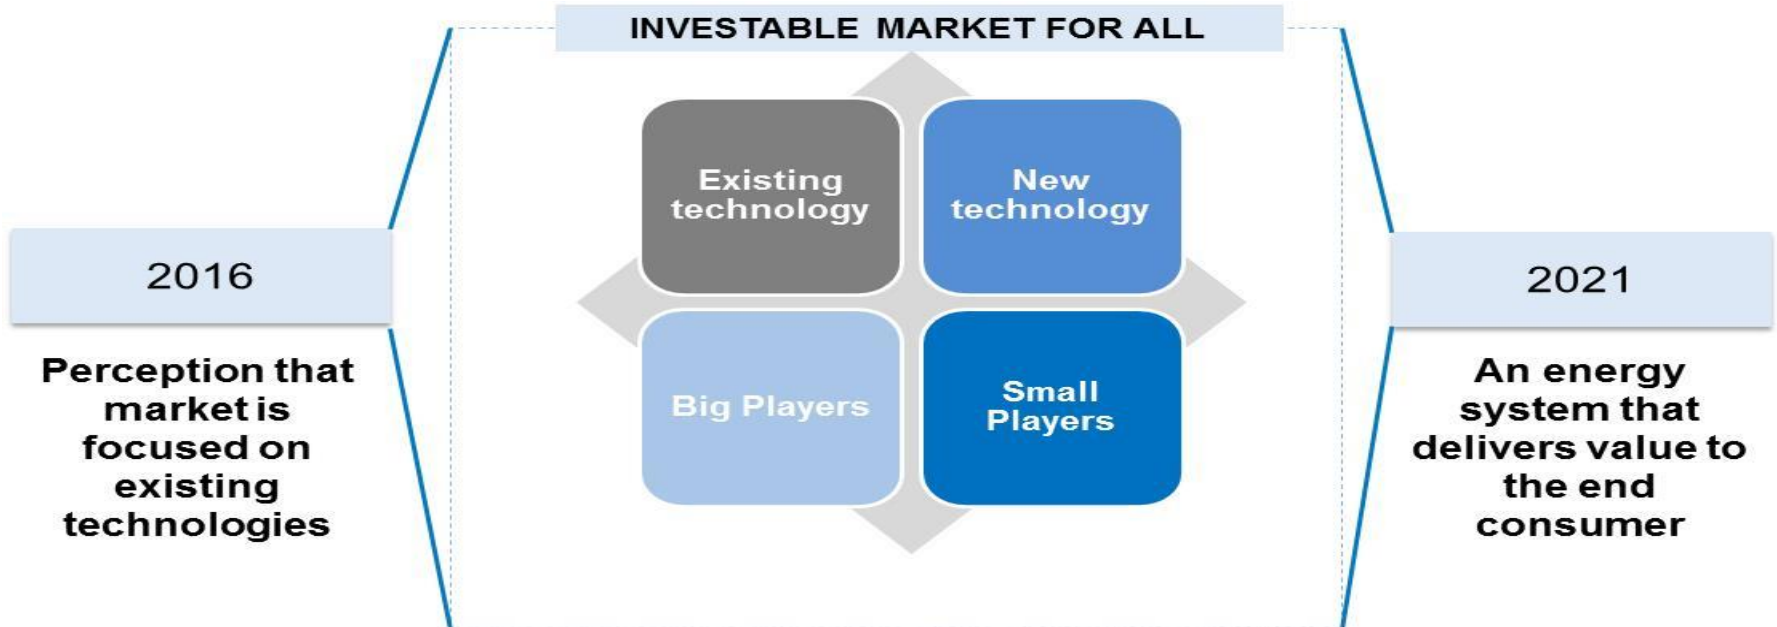 INVESTABLE MARKET FOR ALL
Existing
technology
New
technology
2016
2021
Perception that
market is
focused on
existing
technologies
Big Players
Small
Players
An energy
system that
delivers value to
the end
consumer